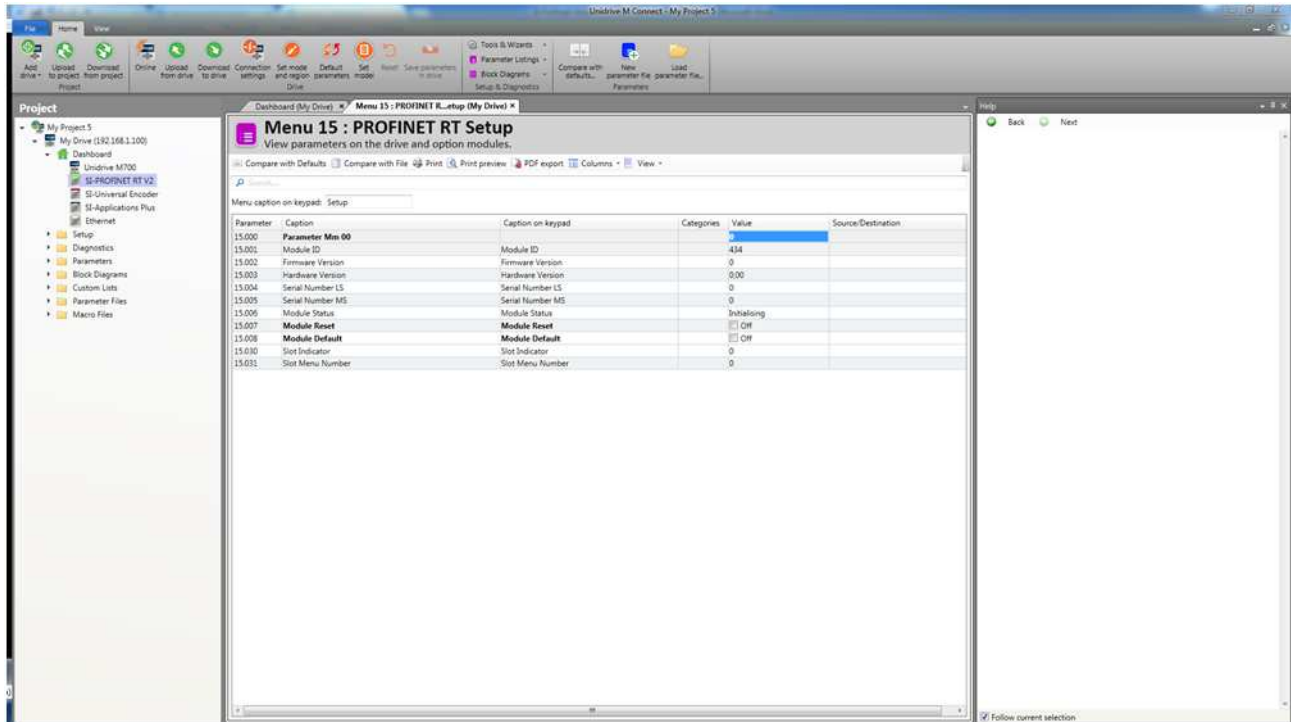 Unidrive M Connect - My Project 5
File Home View
Add drive Upload to project Download from project
Project
Online Upload from drive Download to drive Connection settings Set mode and region Default parameters Set model Reset Save parameters in drive
Drive
Tools & Wizards
Parameter Listings
Block Diagrams
Setup & Diagnostics
Compare with defaults... New parameter file Load parameter file...
Parameters
Project
My Project 5
My Drive (192.168.1.100)
Dashboard
Unidrive M700
SI-PROFINET RT V2
SI-Universal Encoder
SI-Applications Plus
Ethernet
Setup
Diagnostics
Parameters
Block Diagrams
Custom Lists
Parameter Files
Macro Files
Dashboard (My Drive) Menu 15 : PROFINET R...etup (My Drive)
Menu 15 : PROFINET RT Setup
View parameters on the drive and option modules.
Compare with Defaults Compare with File Print Print preview PDF export Columns View
Search...
Menu caption on keypad: Setup
Parameter Caption Caption on keypad Categories Value Source/Destination
15.000 Parameter Mm 00 0
15.001 Module ID Module ID 434
15.002 Firmware Version Firmware Version 0
15.003 Hardware Version Hardware Version 0,00
15.004 Serial Number LS Serial Number LS 0
15.005 Serial Number MS Serial Number MS 0
15.006 Module Status Module Status Initialising
15.007 Module Reset Module Reset Off
15.008 Module Default Module Default Off
15.030 Slot Indicator Slot Indicator 0
15.031 Slot Menu Number Slot Menu Number 0
Help
Back Next
Follow current selection